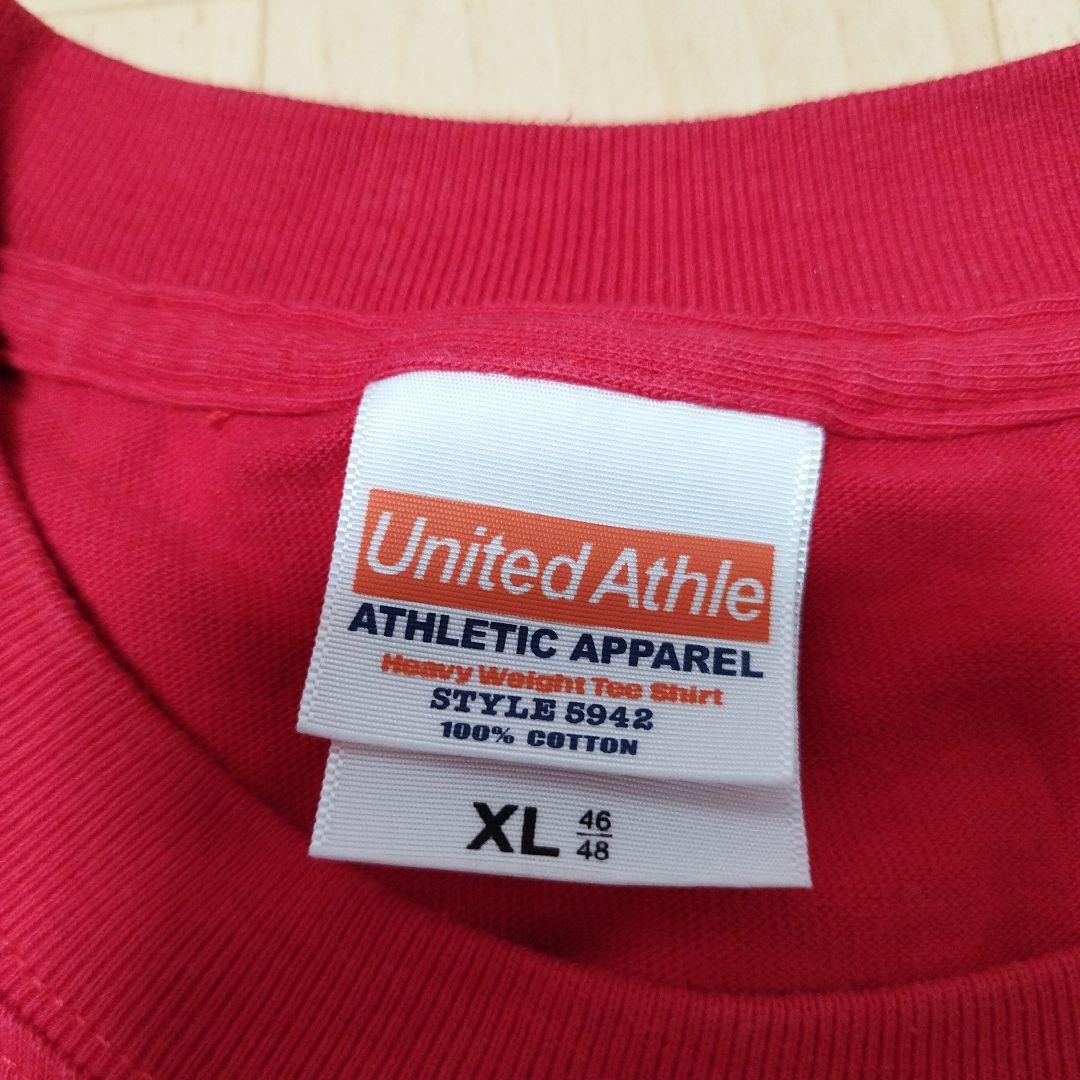 United Athle
ATHLETIC APPAREL
Heavy Weight Tee Shirt
STYLE 5942
100% COTTON
XL 46/48